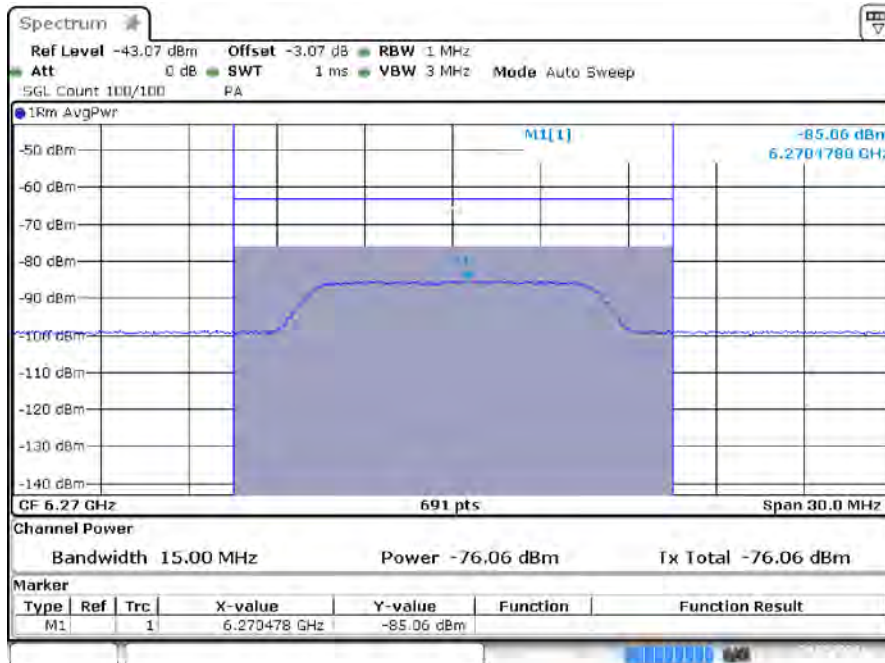 Spectrum
Ref Level -43.07 dBm Offset -3.07 dB RBW 1 MHz
Att 0 dB SWT 1 ms VBW 3 MHz Mode Auto Sweep
SGL Count 100/100 PA
1Rm AvgPwr
M1[1] -85.06 dBm
6.2704780 GHz
-50 dBm
-60 dBm
-70 dBm
-80 dBm
M1
-90 dBm
-100 dBm
-110 dBm
-120 dBm
-130 dBm
-140 dBm
CF 6.27 GHz 691 pts Span 30.0 MHz
Channel Power
Bandwidth 15.00 MHz Power -76.06 dBm Tx Total -76.06 dBm
Marker
Type Ref Trc X-value Y-value Function Function Result
M1 1 6.270478 GHz -85.06 dBm